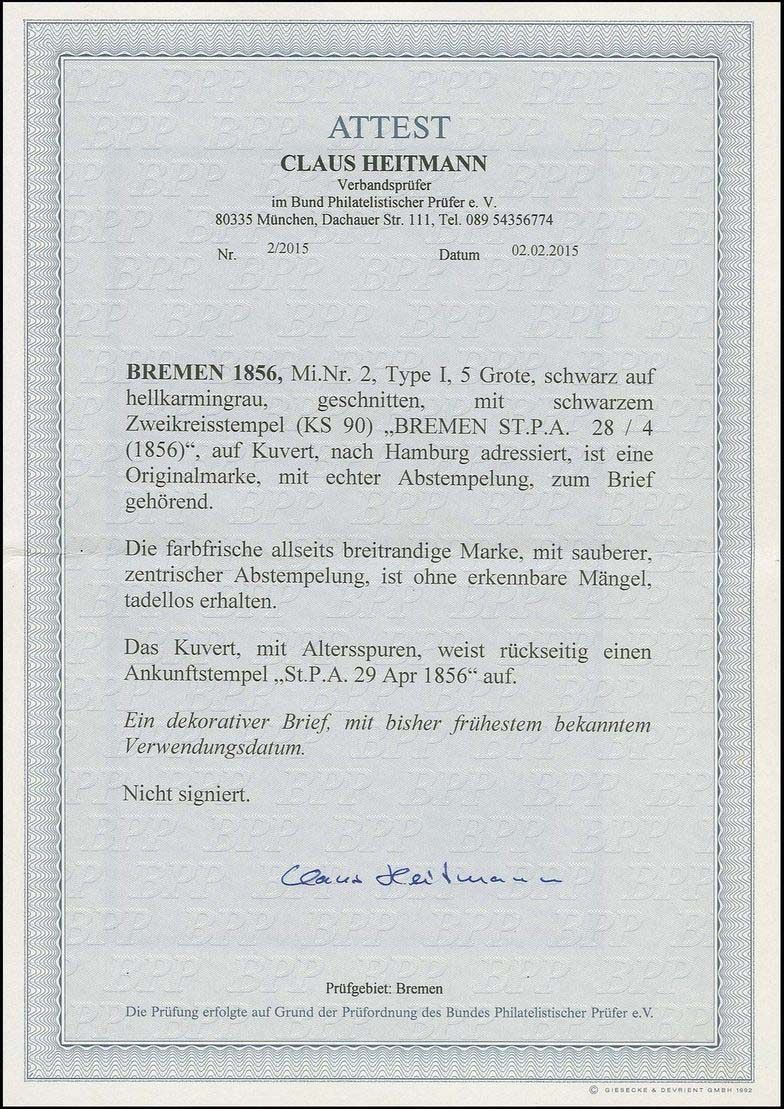 ATTEST
CLAUS HEITMANN
Verbandsprüfer
im Bund Philatelistischer Prüfer e. V.
80335 München, Dachauer Str. 111, Tel. 089 54356774
Nr. 2/2015 Datum 02.02.2015
BREMEN 1856, Mi.Nr. 2, Type I, 5 Grote, schwarz auf
hellkarmingrau, geschnitten, mit schwarzem
Zweikreisstempel (KS 90) „BREMEN ST.P.A. 28 / 4
(1856)“, auf Kuvert, nach Hamburg adressiert, ist eine
Originalmarke, mit echter Abstempelung, zum Brief
gehörend.
Die farbfrische allseits breitrandige Marke, mit sauberer,
zentrischer Abstempelung, ist ohne erkennbare Mängel,
tadellos erhalten.
Das Kuvert, mit Altersspuren, weist rückseitig einen
Ankunftstempel „St.P.A. 29 Apr 1856“ auf.
Ein dekorativer Brief, mit bisher frühestem bekanntem
Verwendungsdatum.
Nicht signiert.
Claus Heitmann
Prüfgebiet: Bremen
Die Prüfung erfolgte auf Grund der Prüfordnung des Bundes Philatelistischer Prüfer e.V.
© GIESECKE & DEVRIENT GMBH 1992